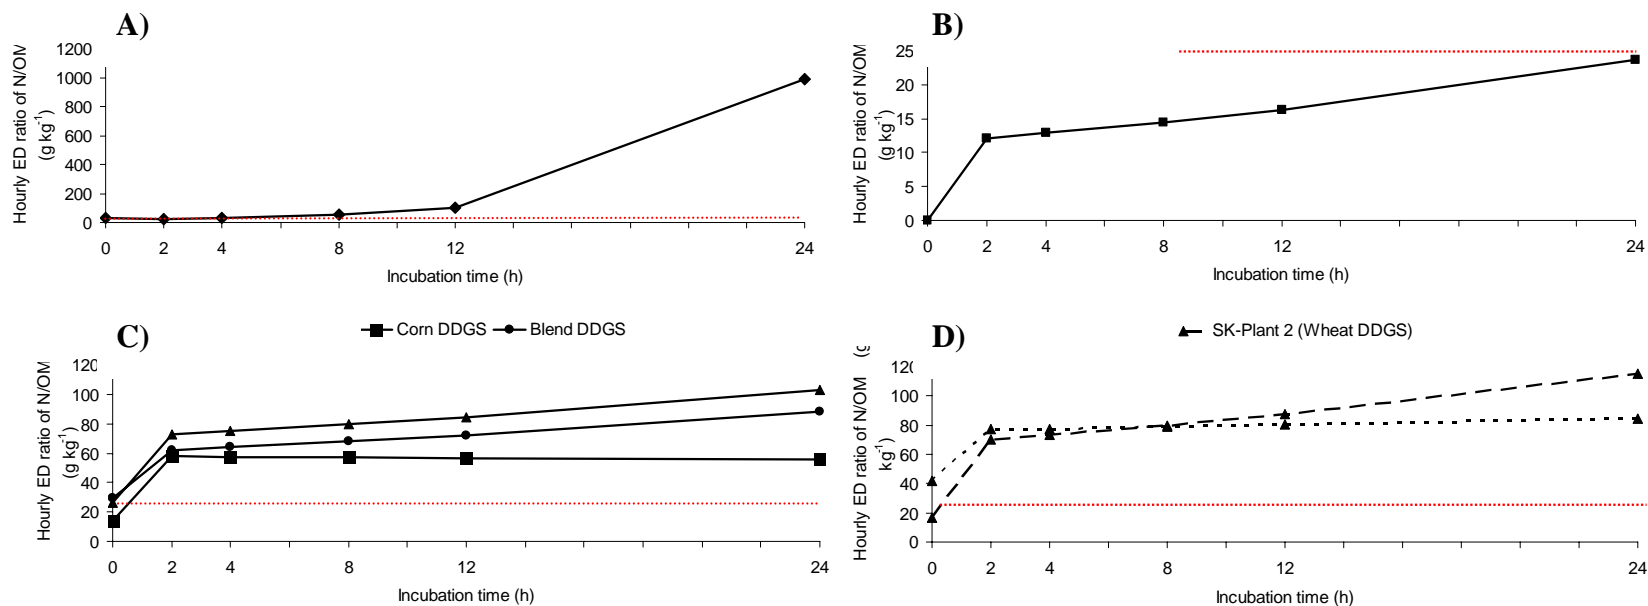 A)
Hourly ED ratio of N/OM
(g kg-1)
1200
1000
800
600
400
200
0
0 2 4 8 12 24
Incubation time (h)
B)
Hourly ED ratio of N/OM
(g kg-1)
25
20
15
10
5
0
0 2 4 8 12 24
Incubation time (h)
C)
Corn DDGS Blend DDGS
Hourly ED ratio of N/OM
(g kg-1)
100
80
60
40
20
0
0 2 4 8 12 24
Incubation time (h)
D)
SK-Plant 2 (Wheat DDGS)
Hourly ED ratio of N/OM (g
kg-1)
100
80
60
40
20
0
0 2 4 8 12 24
Incubation time (h)